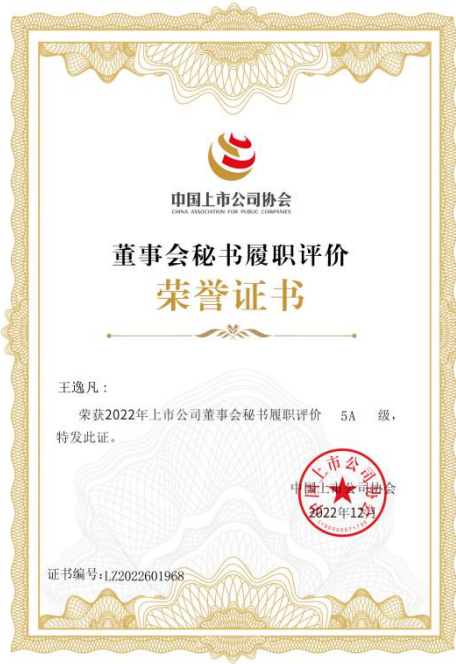 中国上市公司协会
CHINA ASSOCIATION FOR PUBLIC COMPANIES
董事会秘书履职评价
荣誉证书
王逸凡：
荣获2022年上市公司董事会秘书履职评价 5A 级，
特发此证。
中国上市公司协会
2022年12月
证书编号:LZ2022601968